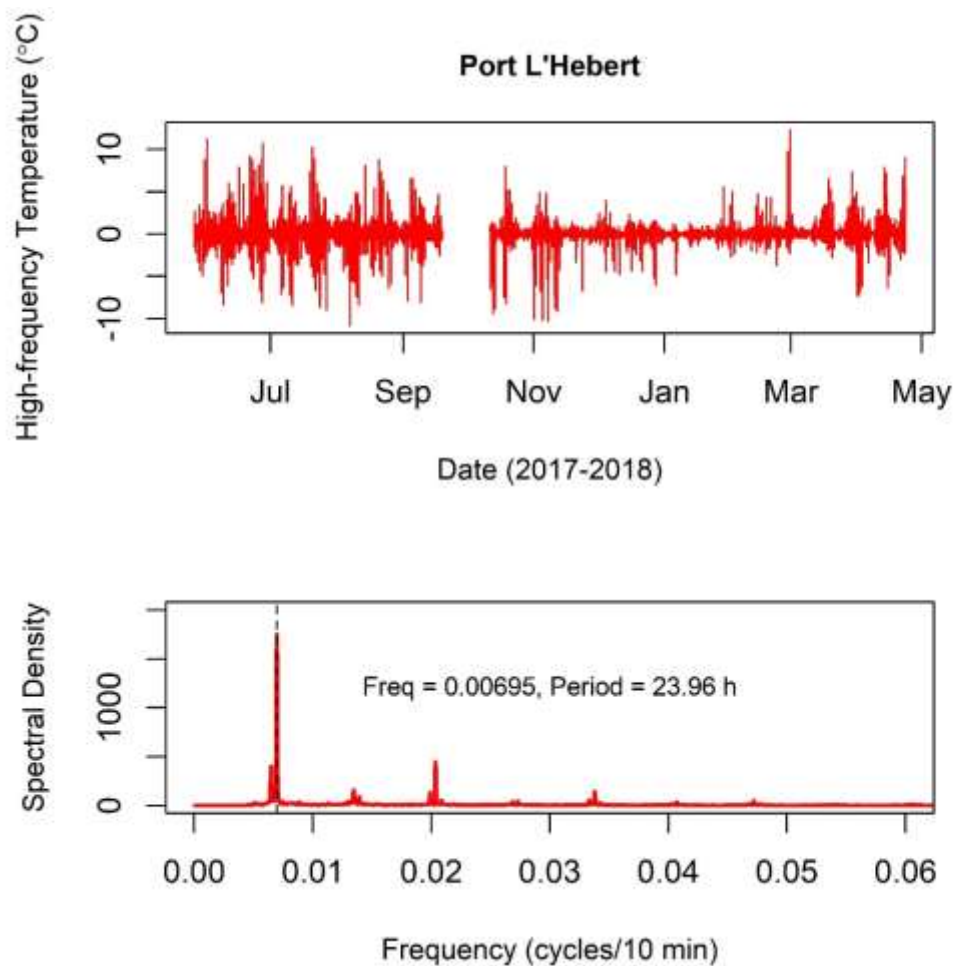 Port L'Hebert
High-frequency Temperature (°C)
10
0
-10
Jul Sep Nov Jan Mar May
Date (2017-2018)
Spectral Density
1000
0
Freq = 0.00695, Period = 23.96 h
0.00 0.01 0.02 0.03 0.04 0.05 0.06
Frequency (cycles/10 min)